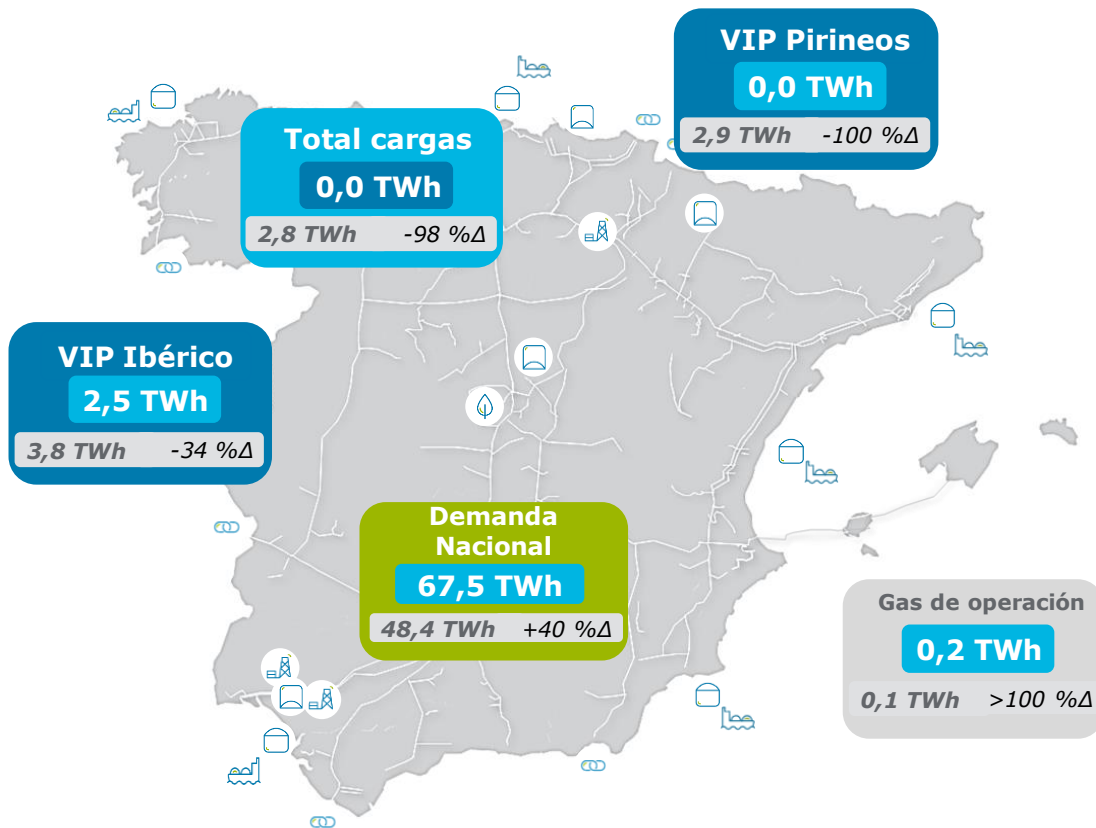 VIP Pirineos
0,0 TWh
2,9 TWh -100 %Δ
Total cargas
0,0 TWh
2,8 TWh -98 %Δ
VIP Ibérico
2,5 TWh
3,8 TWh -34 %Δ
Demanda
Nacional
67,5 TWh
48,4 TWh +40 %Δ
Gas de operación
0,2 TWh
0,1 TWh >100 %Δ